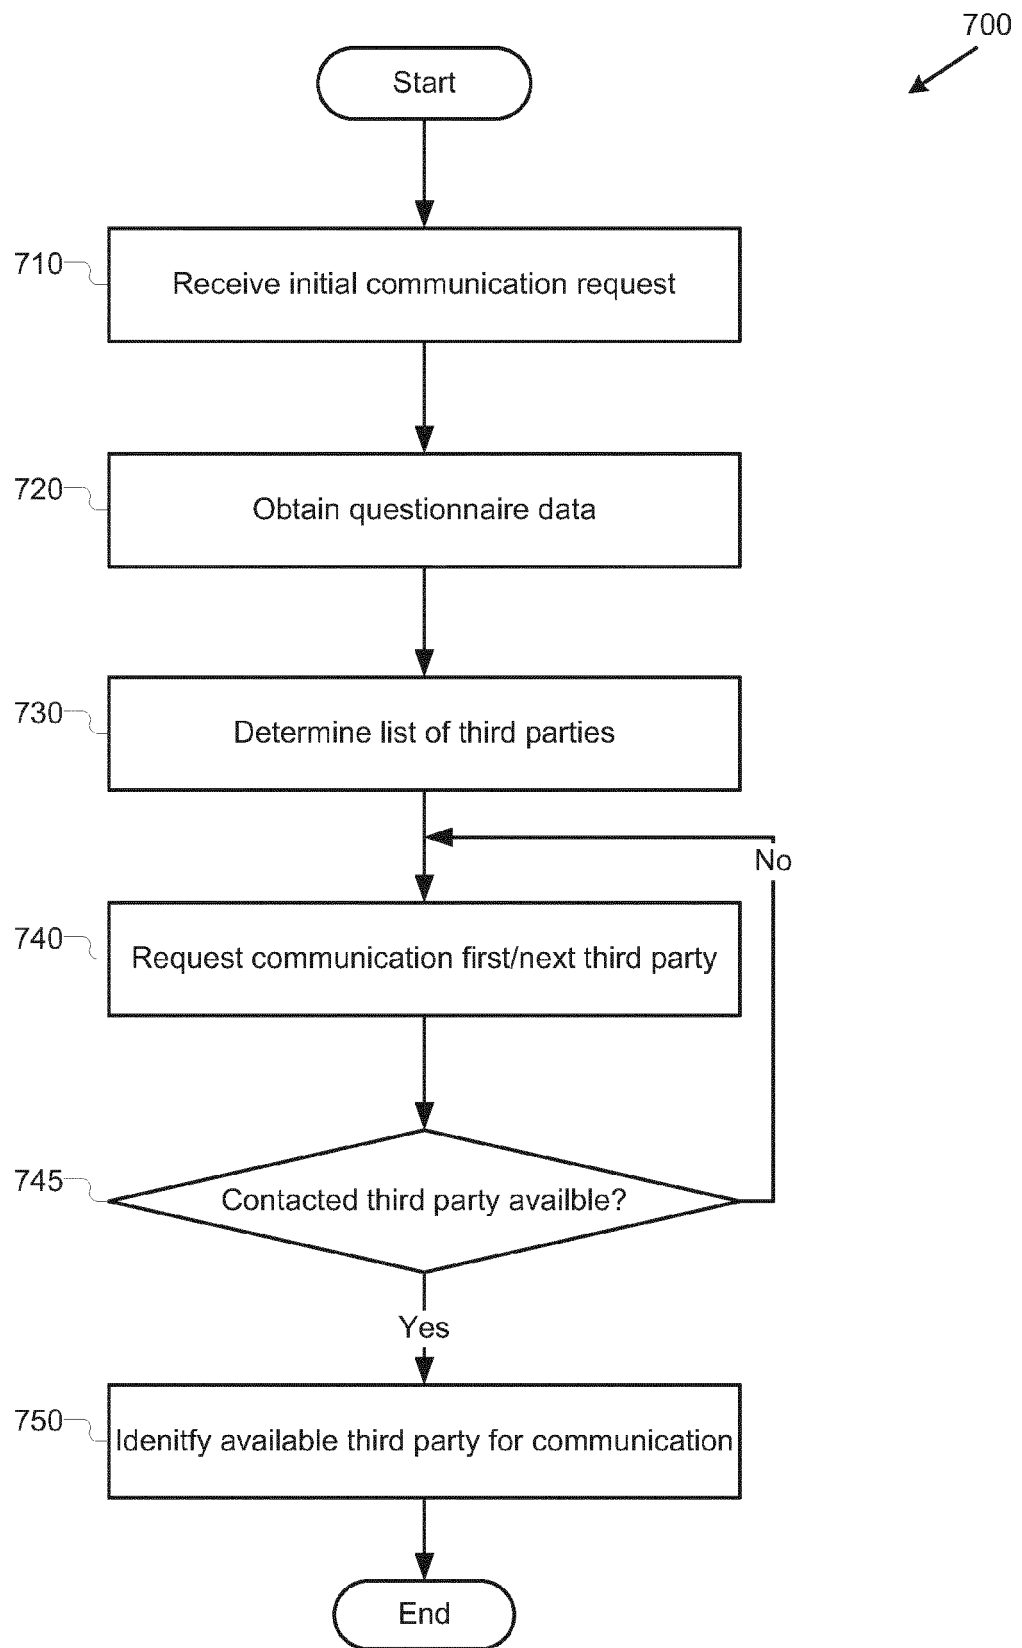 700
Start
710
Receive initial communication request
720
Obtain questionnaire data
730
Determine list of third parties
No
740
Request communication first/next third party
745
Contacted third party availble?
Yes
750
Idenitfy available third party for communication
End